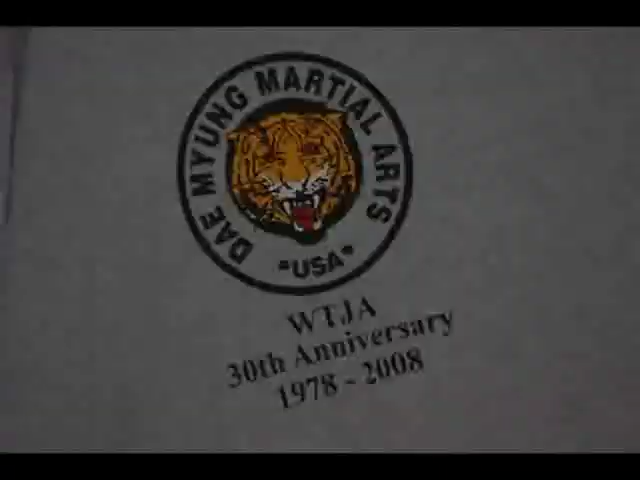 DAE MYUNG MARTIAL ARTS
"USA"
WTJA
30th Anniversary
1978 - 2008